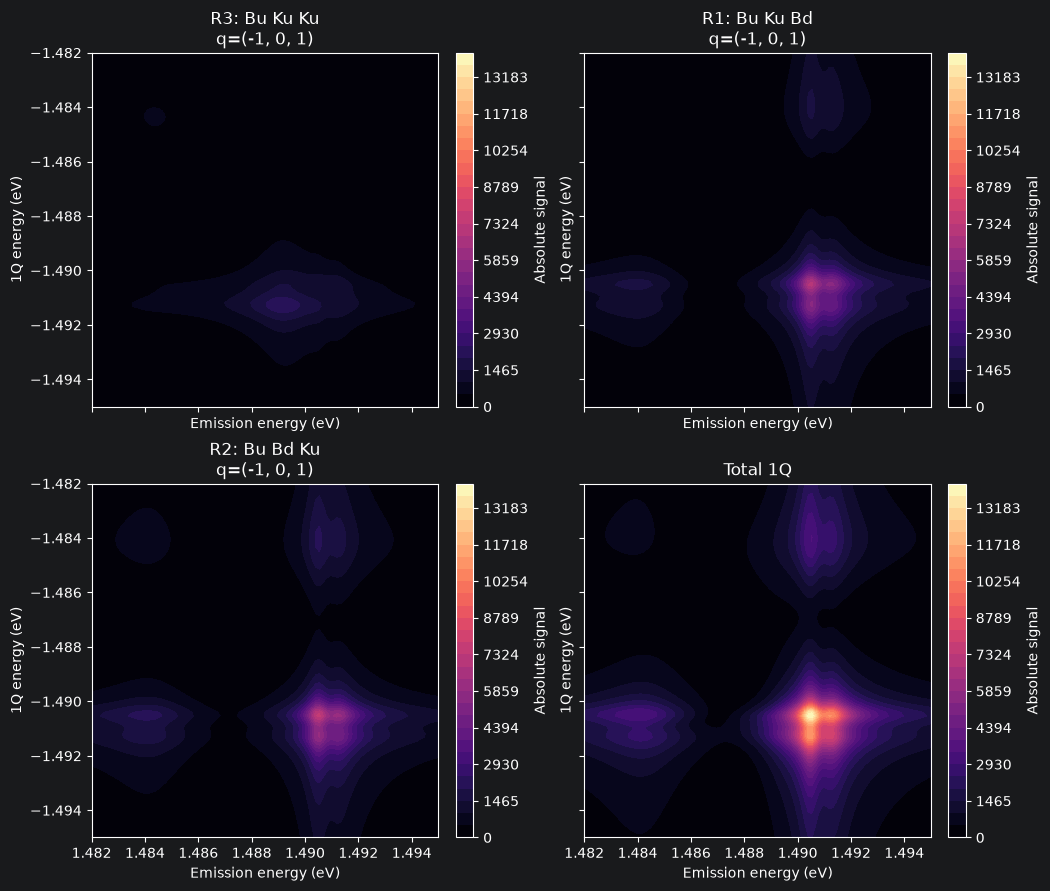 R3: Bu Ku Ku
q=(-1, 0, 1)
1Q energy (eV)
−1.482
−1.484
−1.486
−1.488
−1.490
−1.492
−1.494
Emission energy (eV)
13183
11718
10254
8789
7324
5859
4394
2930
1465
0
Absolute signal
R1: Bu Ku Bd
q=(-1, 0, 1)
1Q energy (eV)
Emission energy (eV)
13183
11718
10254
8789
7324
5859
4394
2930
1465
0
Absolute signal
R2: Bu Bd Ku
q=(-1, 0, 1)
1Q energy (eV)
−1.482
−1.484
−1.486
−1.488
−1.490
−1.492
−1.494
1.482 1.484 1.486 1.488 1.490 1.492 1.494
Emission energy (eV)
13183
11718
10254
8789
7324
5859
4394
2930
1465
0
Absolute signal
Total 1Q
1Q energy (eV)
1.482 1.484 1.486 1.488 1.490 1.492 1.494
Emission energy (eV)
13183
11718
10254
8789
7324
5859
4394
2930
1465
0
Absolute signal